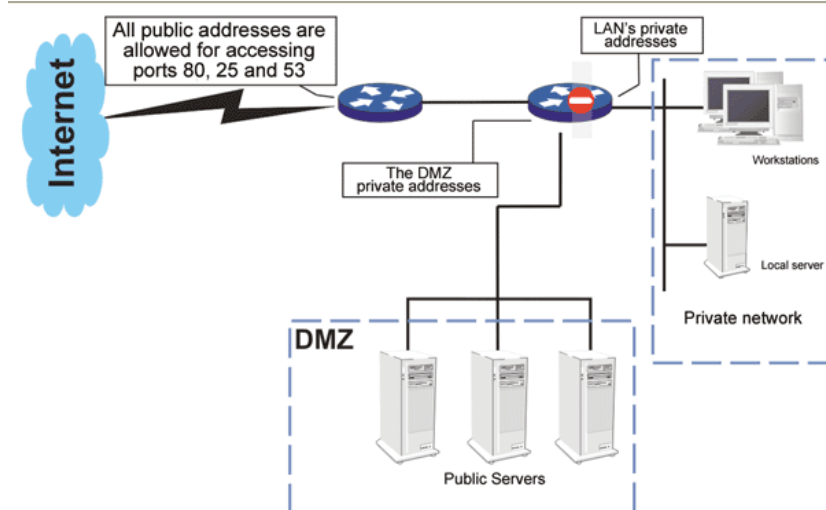 All public addresses are
allowed for accessing
ports 80, 25 and 53
LAN's private
addresses
Internet
The DMZ
private addresses
Workstations
Local server
Private network
DMZ
Public Servers